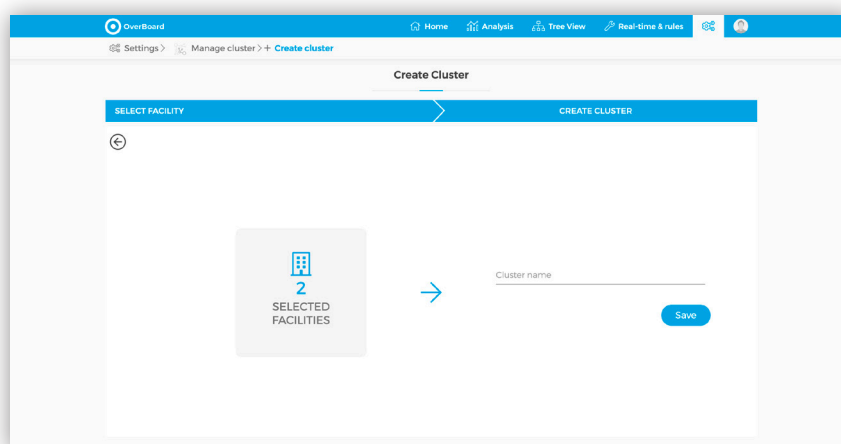 OverBoard
Home Analysis Tree View Real-time & rules
Settings > Manage cluster > + Create cluster
Create Cluster
SELECT FACILITY CREATE CLUSTER
2
SELECTED
FACILITIES
Cluster name
Save